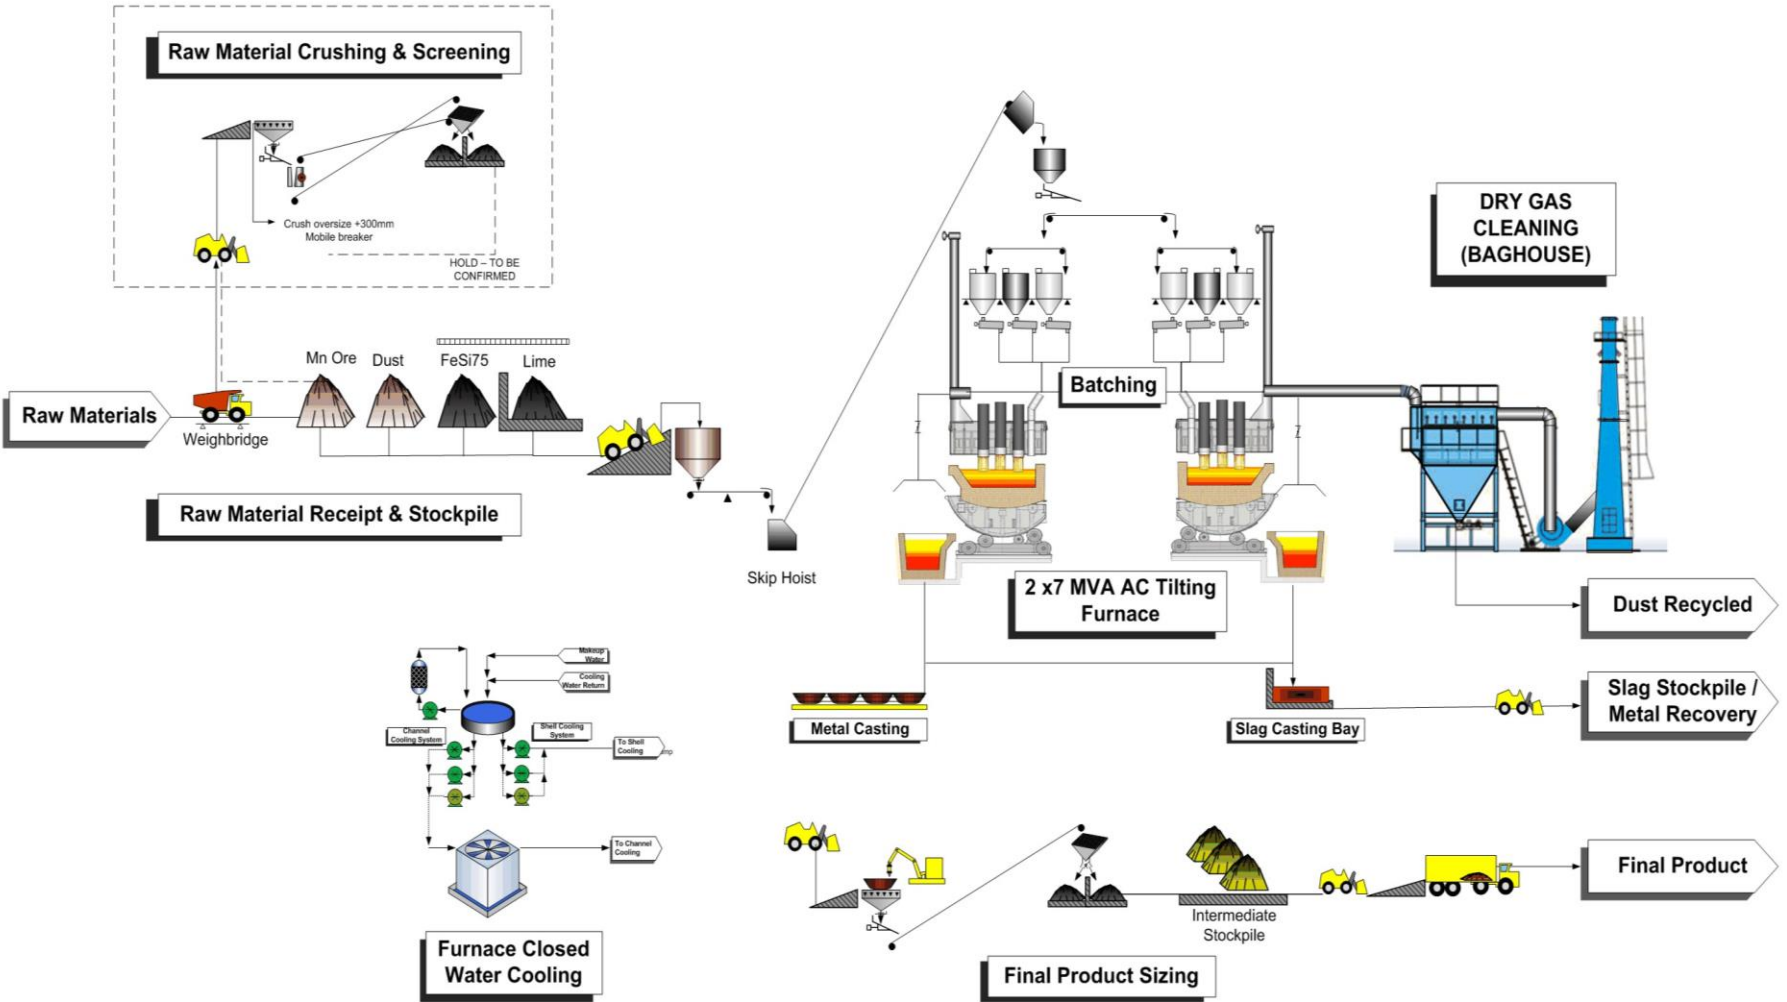 Raw Material Crushing & Screening
Crush oversize +300mm
Mobile breaker
HOLD – TO BE
CONFIRMED
Raw Materials
Weighbridge
Mn Ore
Dust
FeSi75
Lime
Raw Material Receipt & Stockpile
Skip Hoist
Batching
2 x7 MVA AC Tilting
Furnace
DRY GAS
CLEANING
(BAGHOUSE)
Dust Recycled
Metal Casting
Slag Casting Bay
Slag Stockpile /
Metal Recovery
Makeup
Water
Cooling
Water Return
Channel
Cooling System
Shell Cooling
System
To Shell
Cooling
To Channel
Cooling
Furnace Closed
Water Cooling
Intermediate
Stockpile
Final Product Sizing
Final Product